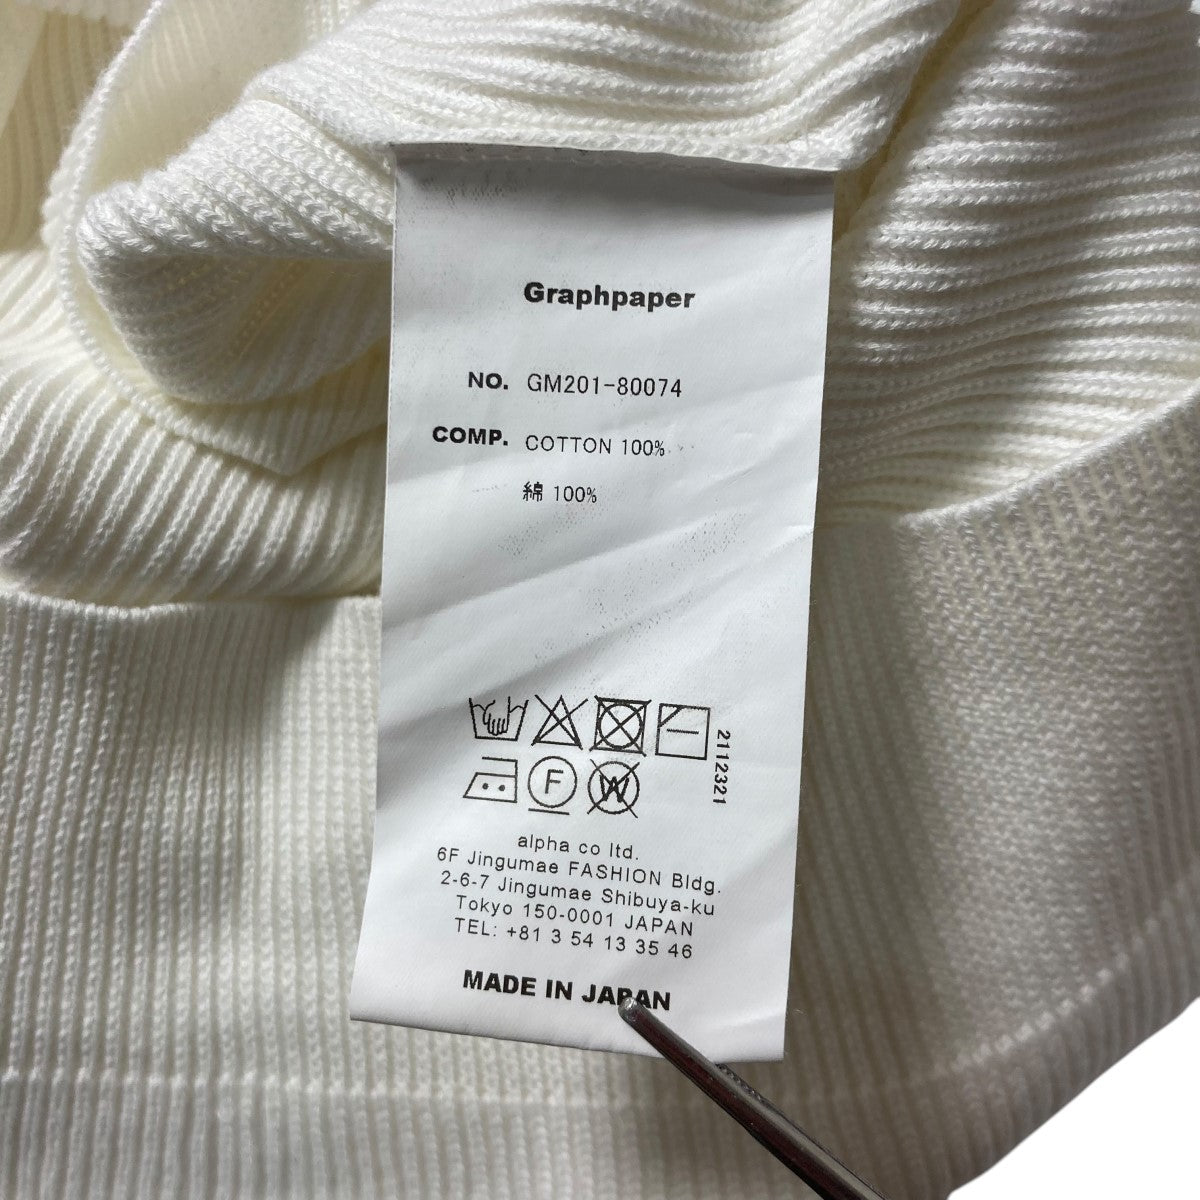 Graphpaper
NO. GM201-80074
COMP. COTTON 100%
綿 100%
2112321
F
W
alpha co ltd.
6F Jingumae FASHION Bldg.
2-6-7 Jingumae Shibuya-ku
Tokyo 150-0001 JAPAN
TEL: +81 3 54 13 35 46
MADE IN JAPAN